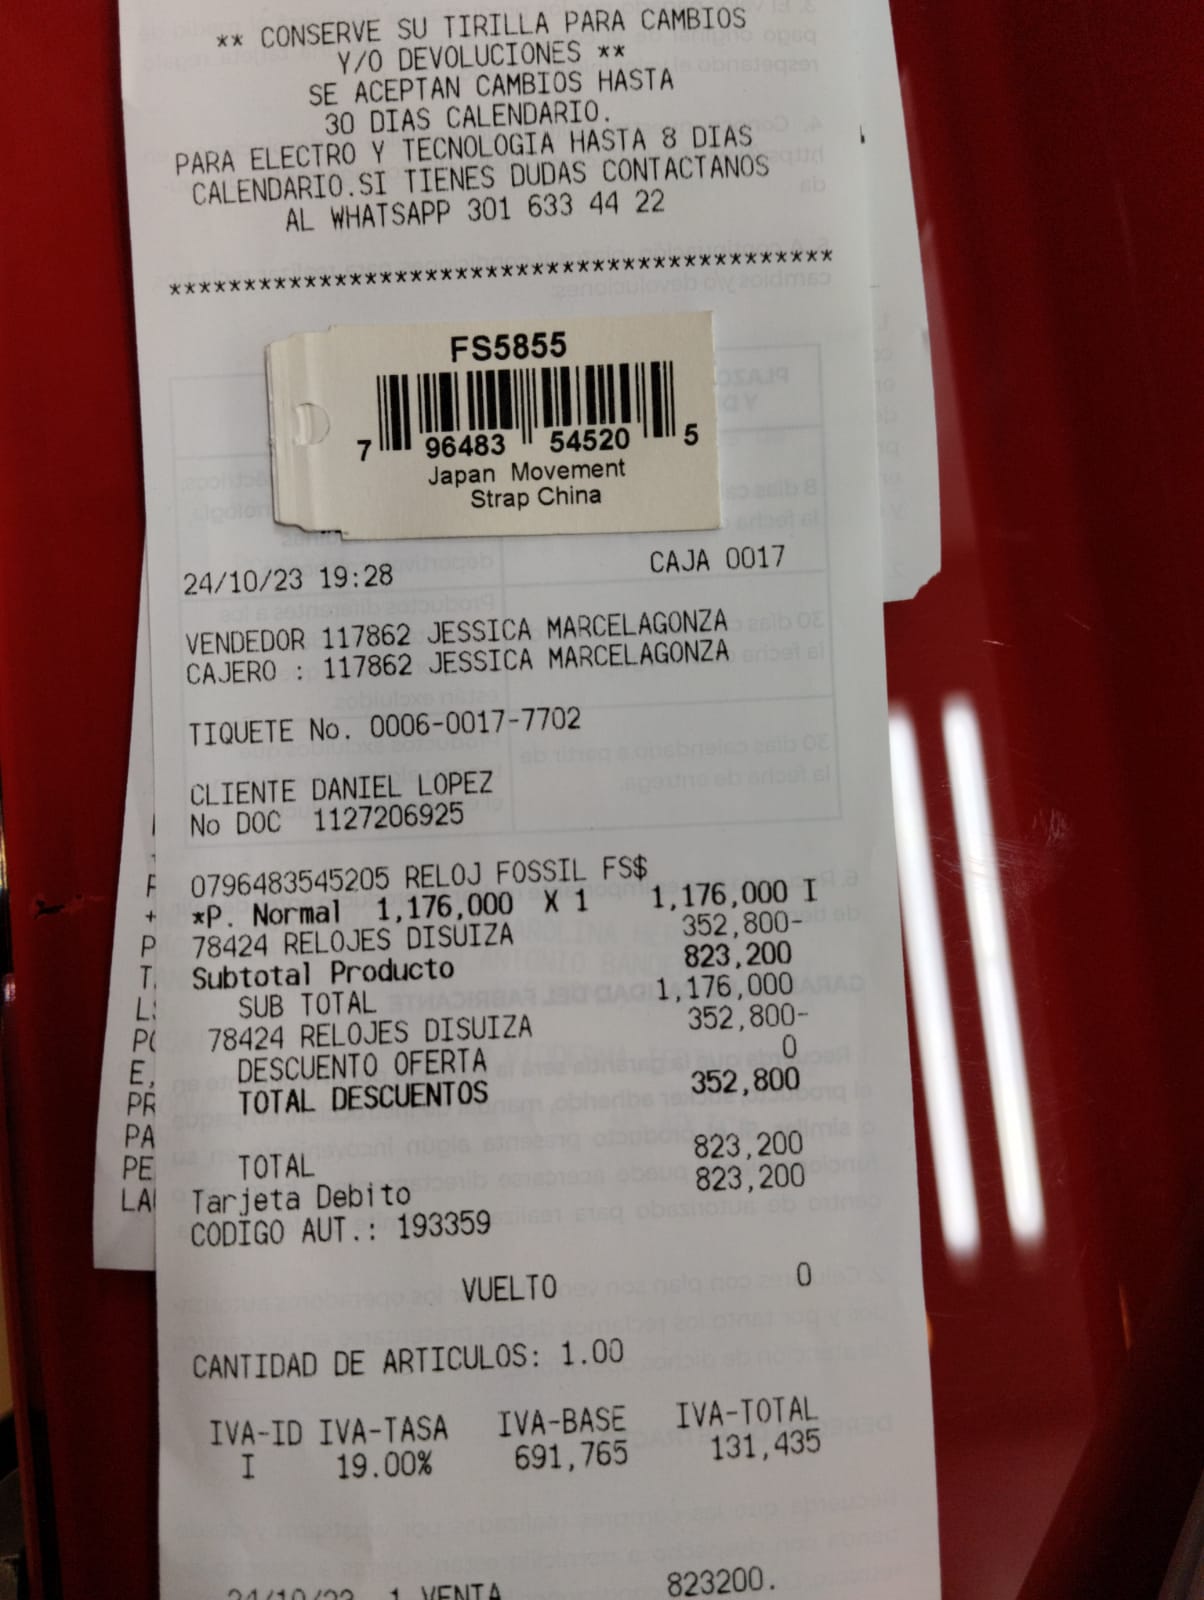 ** CONSERVE SU TIRILLA PARA CAMBIOS
Y/O DEVOLUCIONES **
SE ACEPTAN CAMBIOS HASTA
30 DIAS CALENDARIO.
PARA ELECTRO Y TECNOLOGIA HASTA 8 DIAS
CALENDARIO.SI TIENES DUDAS CONTACTANOS
AL WHATSAPP 301 633 44 22
********************************************
FS5855
7 96483 54520 5
Japan Movement
Strap China
24/10/23 19:28 CAJA 0017
VENDEDOR 117862 JESSICA MARCELAGONZA
CAJERO : 117862 JESSICA MARCELAGONZA
TIQUETE No. 0006-0017-7702
CLIENTE DANIEL LOPEZ
No DOC 1127206925
0796483545205 RELOJ FOSSIL FS$
*P. Normal 1,176,000 X 1 1,176,000 I
78424 RELOJES DISUIZA 352,800-
Subtotal Producto 823,200
SUB TOTAL 1,176,000
78424 RELOJES DISUIZA 352,800-
DESCUENTO OFERTA 0
TOTAL DESCUENTOS 352,800
TOTAL 823,200
Tarjeta Debito 823,200
CODIGO AUT.: 193359
VUELTO 0
CANTIDAD DE ARTICULOS: 1.00
IVA-ID IVA-TASA IVA-BASE IVA-TOTAL
I 19.00% 691,765 131,435
24/10/23 1 VENTA 823200.